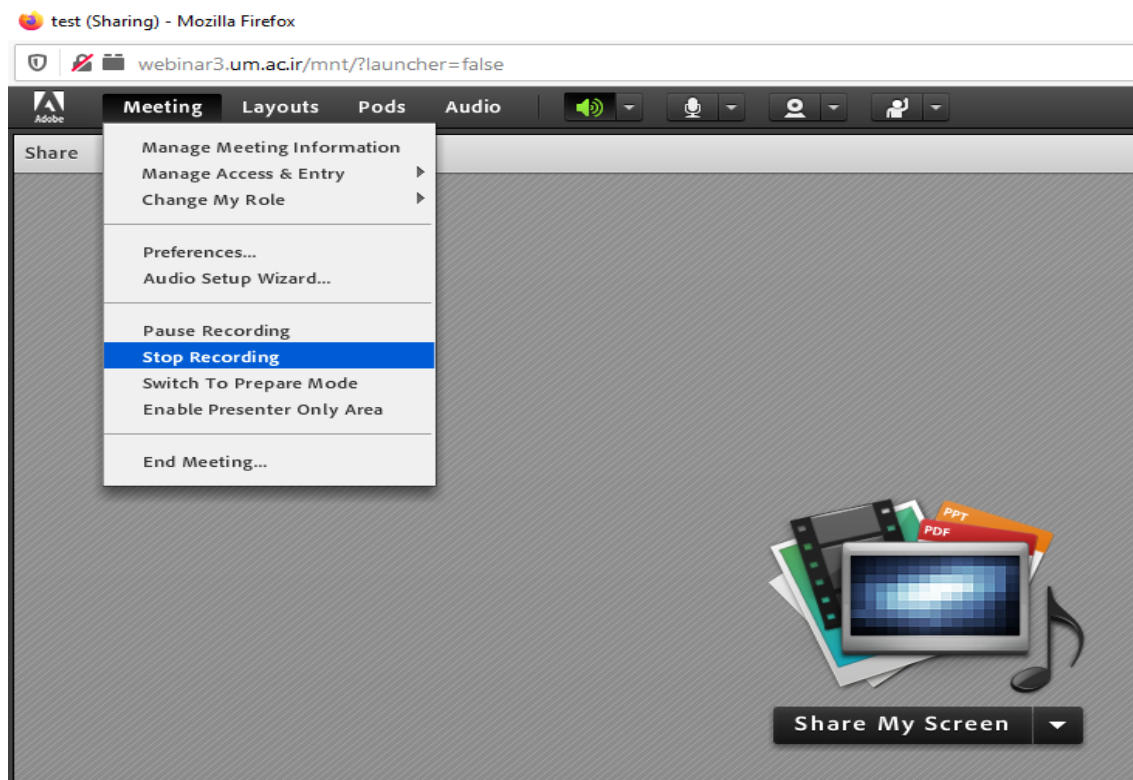 test (Sharing) - Mozilla Firefox
webinar3.um.ac.ir/mnt/?launcher=false
Adobe Meeting Layouts Pods Audio
Share
Manage Meeting Information
Manage Access & Entry
Change My Role
Preferences...
Audio Setup Wizard...
Pause Recording
Stop Recording
Switch To Prepare Mode
Enable Presenter Only Area
End Meeting...
PPT
PDF
Share My Screen